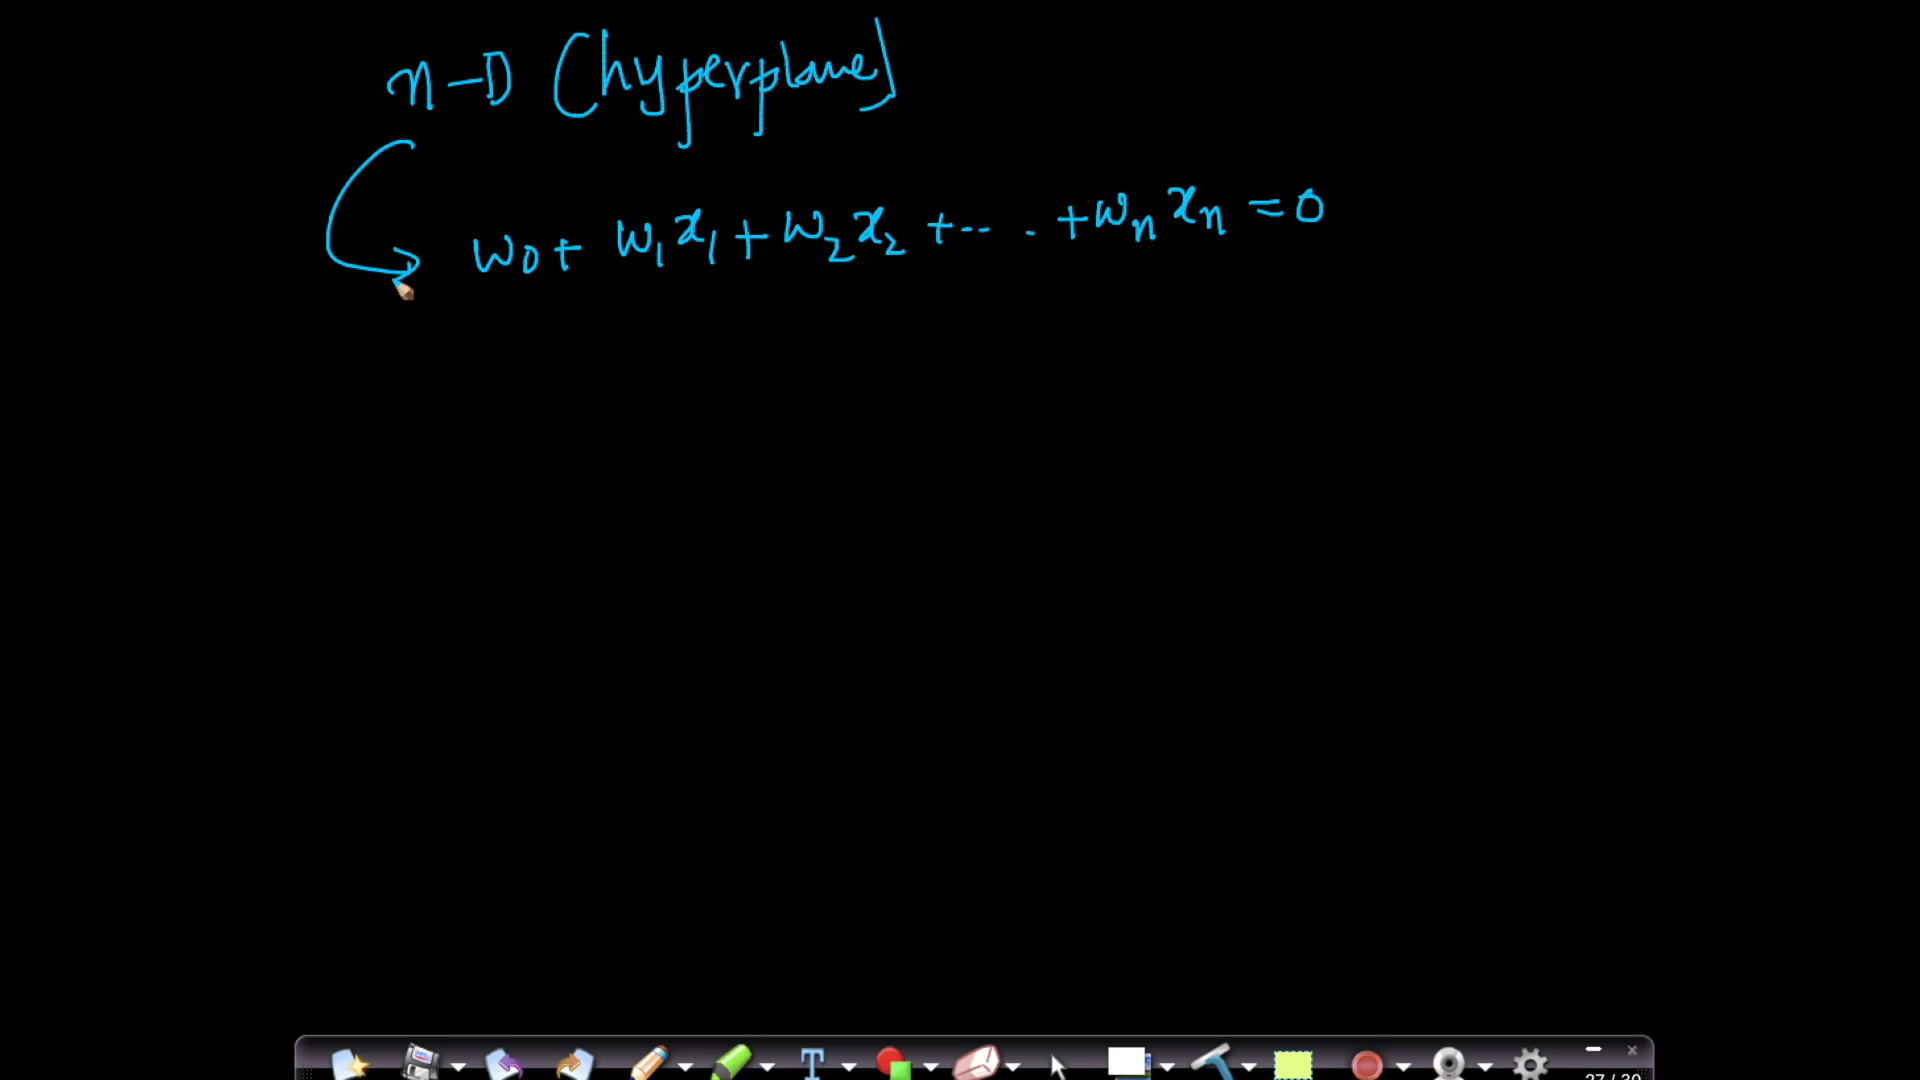 n-D (hyperplane)
w₀ + w₁x₁ + w₂x₂ + ... . + wₙxₙ = 0